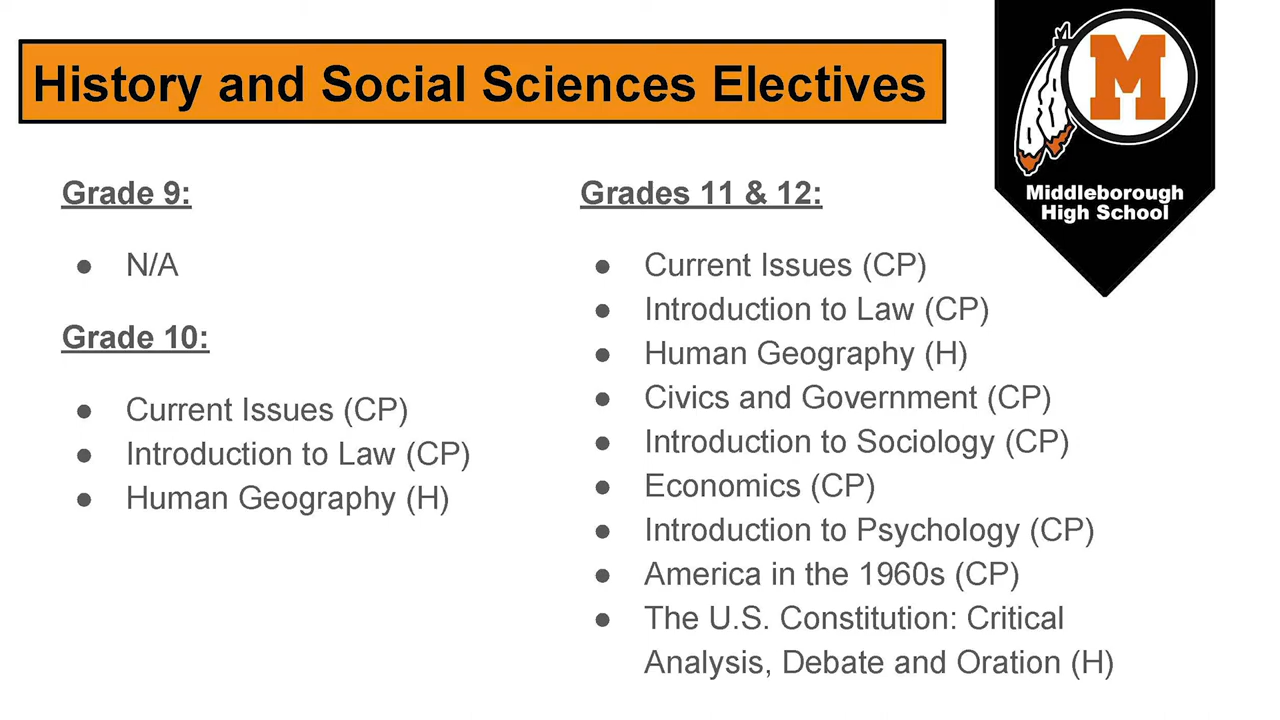 History and Social Sciences Electives
M
Middleborough
High School
Grade 9:
● N/A
Grade 10:
● Current Issues (CP)
● Introduction to Law (CP)
● Human Geography (H)
Grades 11 & 12:
● Current Issues (CP)
● Introduction to Law (CP)
● Human Geography (H)
● Civics and Government (CP)
● Introduction to Sociology (CP)
● Economics (CP)
● Introduction to Psychology (CP)
● America in the 1960s (CP)
● The U.S. Constitution: Critical
Analysis, Debate and Oration (H)